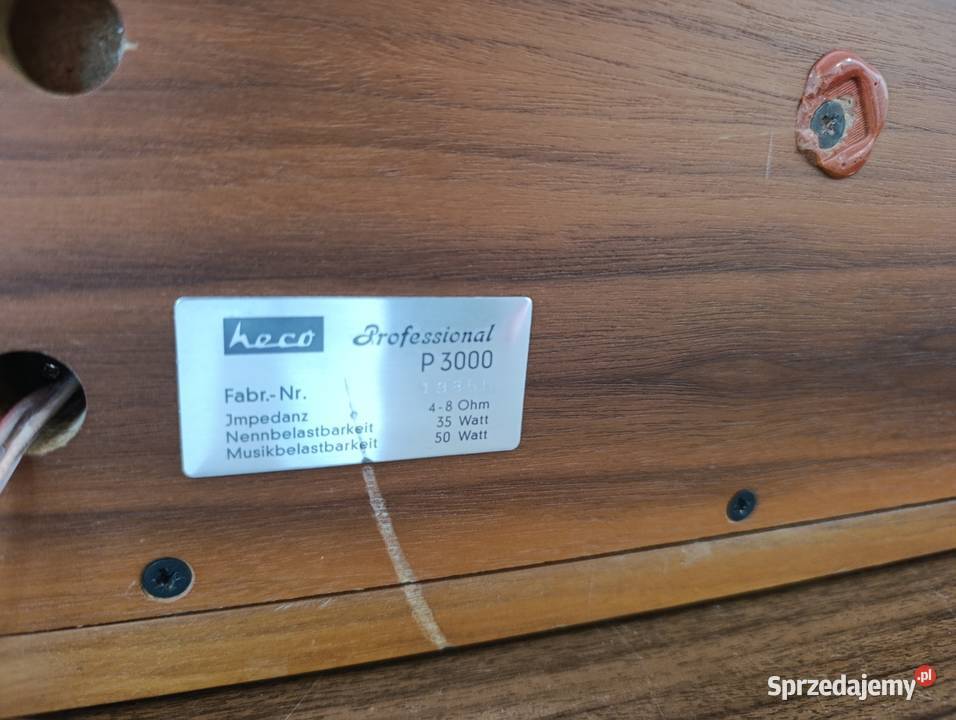 heco Professional
P 3000
Fabr.-Nr.
Jmpedanz 4-8 Ohm
Nennbelastbarkeit 35 Watt
Musikbelastbarkeit 50 Watt
Sprzedajemy.pl